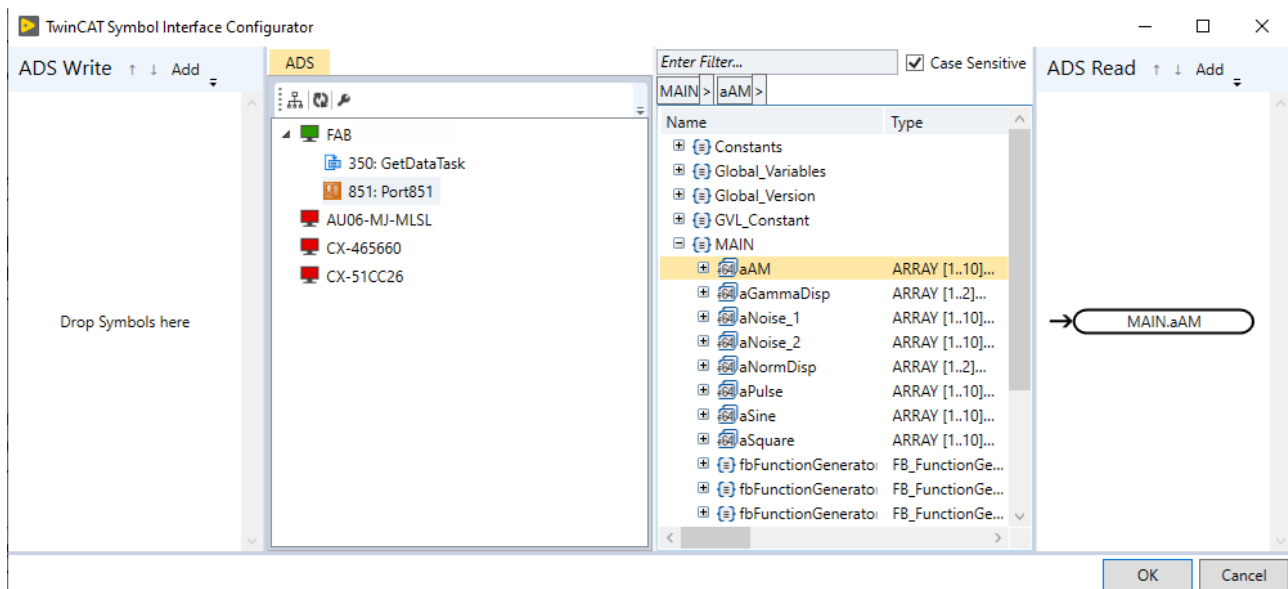 TwinCAT Symbol Interface Configurator
ADS Write ↑ ↓ Add
Drop Symbols here
ADS
FAB
350: GetDataTask
851: Port851
AU06-MJ-MLSL
CX-465660
CX-51CC26
Enter Filter...
Case Sensitive
MAIN > aAM >
Name Type
Constants
Global_Variables
Global_Version
GVL_Constant
MAIN
aAM ARRAY [1..10]...
aGammaDisp ARRAY [1..2]...
aNoise_1 ARRAY [1..10]...
aNoise_2 ARRAY [1..10]...
aNormDisp ARRAY [1..2]...
aPulse ARRAY [1..10]...
aSine ARRAY [1..10]...
aSquare ARRAY [1..10]...
fbFunctionGenerator FB_FunctionGe...
fbFunctionGenerator FB_FunctionGe...
fbFunctionGenerator FB_FunctionGe...
ADS Read ↑ ↓ Add
MAIN.aAM
OK Cancel